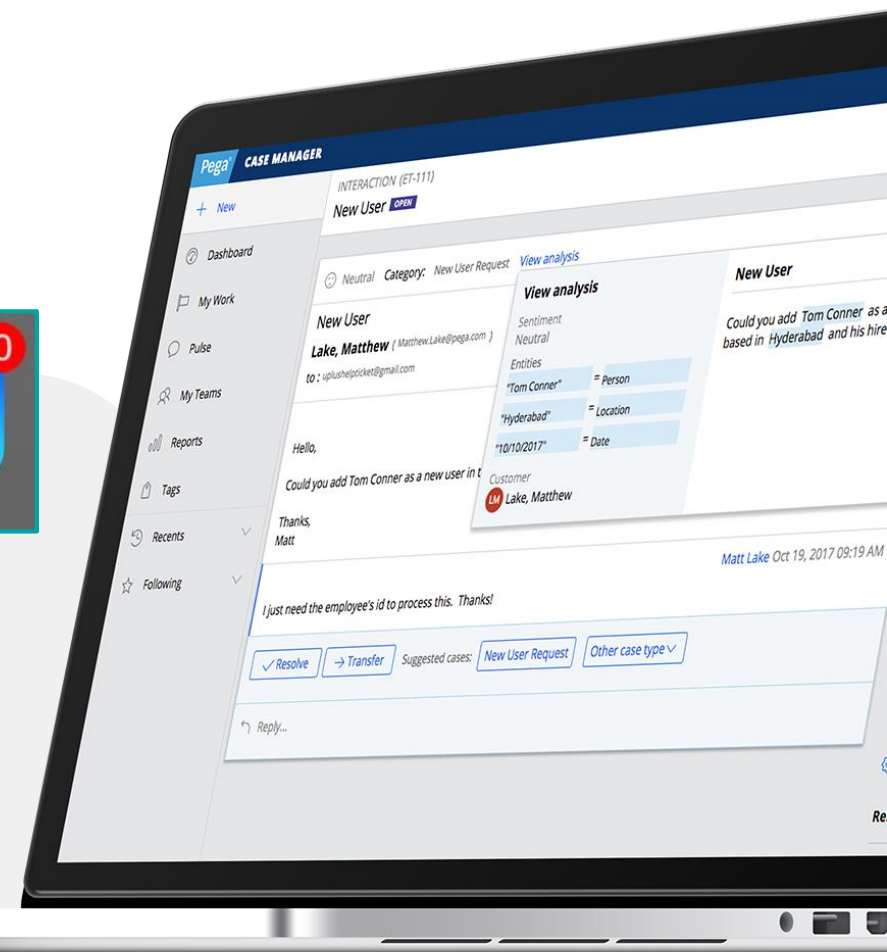 0
Pega CASE MANAGER
+ New
Dashboard
My Work
Pulse
My Teams
Reports
Tags
Recents
Following
INTERACTION (ET-111)
New User OPEN
Neutral Category: New User Request View analysis
New User
Lake, Matthew ( Matthew.Lake@pega.com )
to : uplushelpticket@gmail.com
Hello,
Could you add Tom Conner as a new user in t
Thanks,
Matt
View analysis
Sentiment
Neutral
Entities
"Tom Conner" = Person
"Hyderabad" = Location
"10/10/2017" = Date
Customer
LM Lake, Matthew
New User
Could you add Tom Conner as a
based in Hyderabad and his hire
Matt Lake Oct 19, 2017 09:19 AM
I just need the employee's id to process this. Thanks!
Resolve Transfer Suggested cases: New User Request Other case type
Reply...
Re